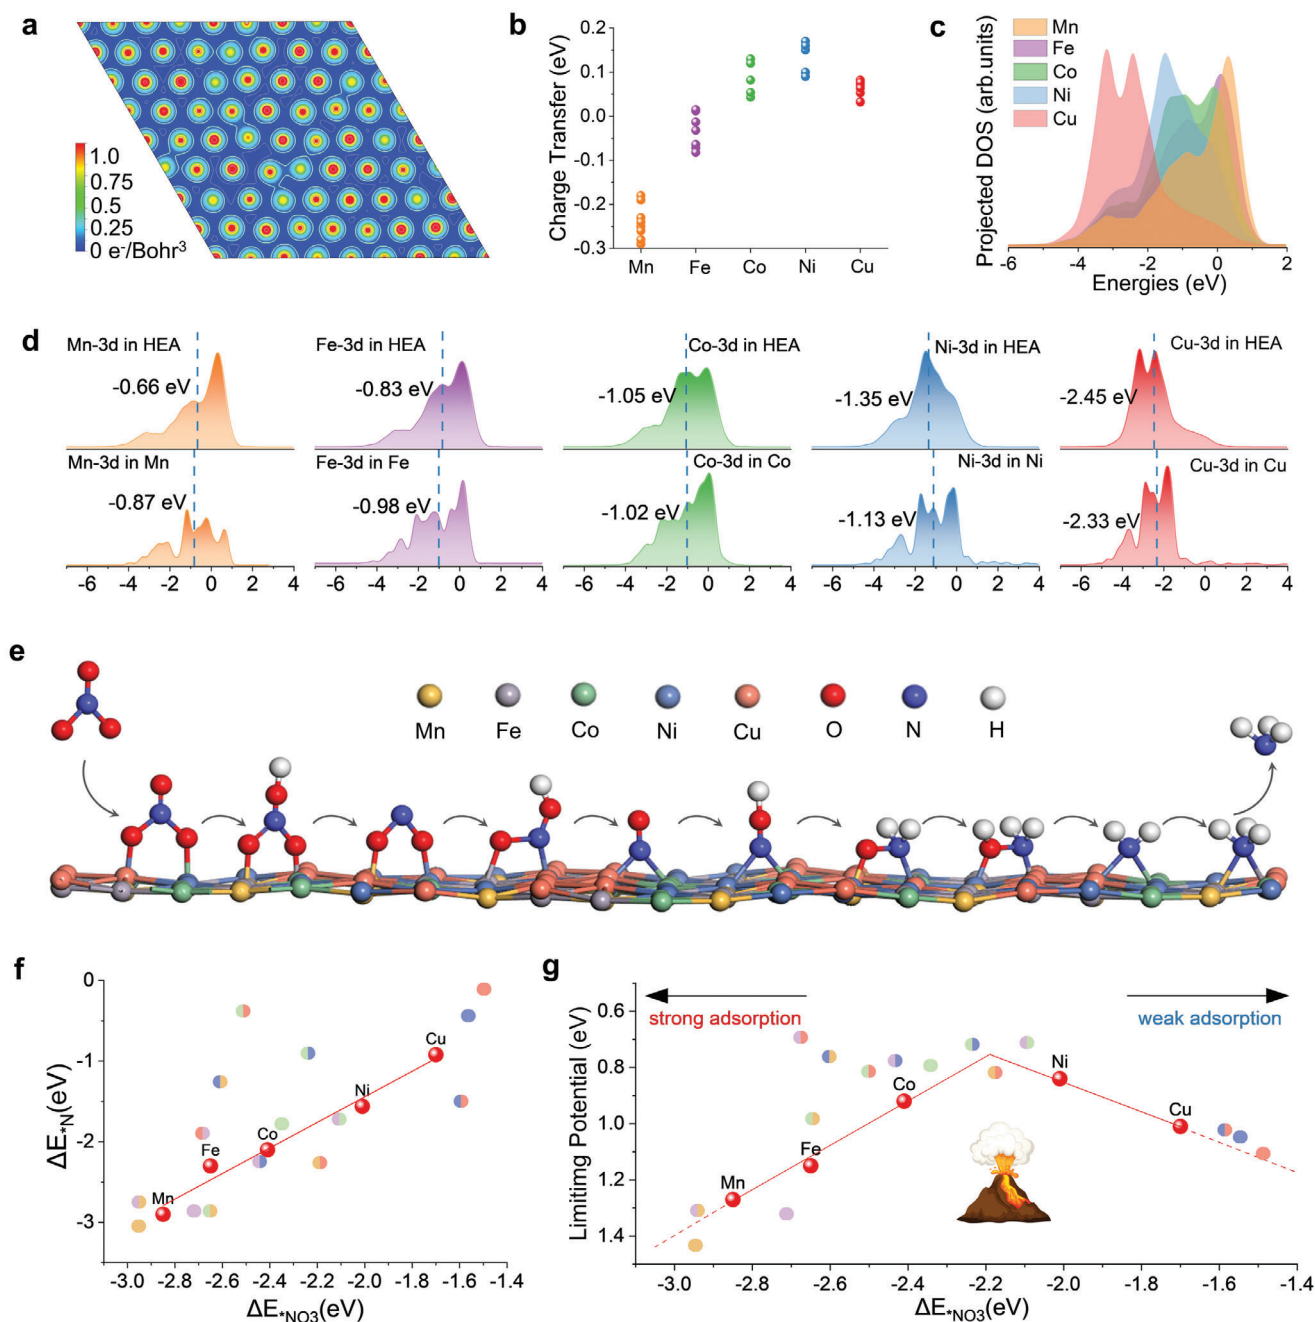 a
1.0
0.75
0.5
0.25
0 e⁻/Bohr³
b
Charge Transfer (eV)
0.2
0.1
0.0
-0.1
-0.2
-0.3
Mn Fe Co Ni Cu
c
Projected DOS (arb.units)
Mn
Fe
Co
Ni
Cu
-6 -4 -2 0 2
Energies (eV)
d
Mn-3d in HEA
-0.66 eV
Mn-3d in Mn
-0.87 eV
-6 -4 -2 0 2 4
Fe-3d in HEA
-0.83 eV
Fe-3d in Fe
-0.98 eV
-6 -4 -2 0 2 4
Co-3d in HEA
-1.05 eV
Co-3d in Co
-1.02 eV
-6 -4 -2 0 2 4
Ni-3d in HEA
-1.35 eV
Ni-3d in Ni
-1.13 eV
-6 -4 -2 0 2 4
Cu-3d in HEA
-2.45 eV
Cu-3d in Cu
-2.33 eV
-6 -4 -2 0 2 4
e
Mn Fe Co Ni Cu O N H
f
ΔE*N(eV)
0
-1
-2
-3
Mn
Fe
Co
Ni
Cu
-3.0 -2.8 -2.6 -2.4 -2.2 -2.0 -1.8 -1.6 -1.4
ΔE*NO3(eV)
g
Limitimg Potential (eV)
0.6
0.8
1.0
1.2
1.4
strong adsorption
weak adsorption
Mn
Fe
Co
Ni
Cu
-3.0 -2.8 -2.6 -2.4 -2.2 -2.0 -1.8 -1.6 -1.4
ΔE*NO3(eV)